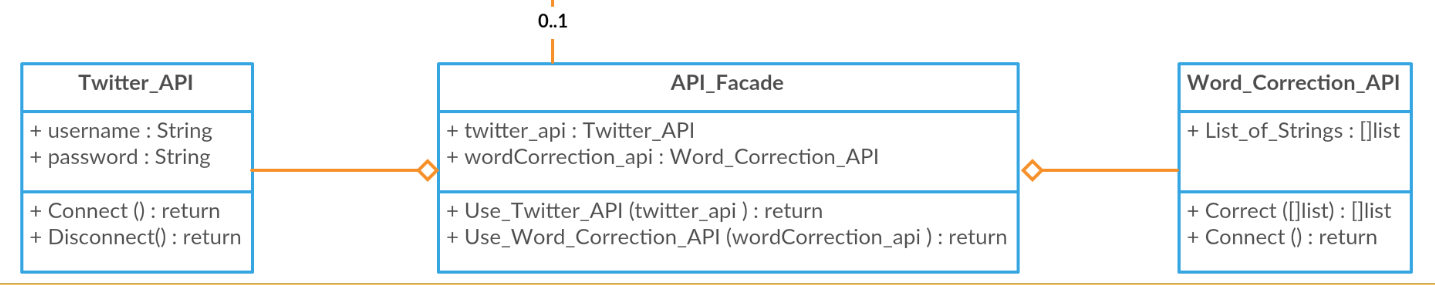 0..1
Twitter_API
+ username : String
+ password : String
+ Connect () : return
+ Disconnect() : return
API_Facade
+ twitter_api : Twitter_API
+ wordCorrection_api : Word_Correction_API
+ Use_Twitter_API (twitter_api ) : return
+ Use_Word_Correction_API (wordCorrection_api ) : return
Word_Correction_API
+ List_of_Strings : []list
+ Correct ([]list) : []list
+ Connect () : return